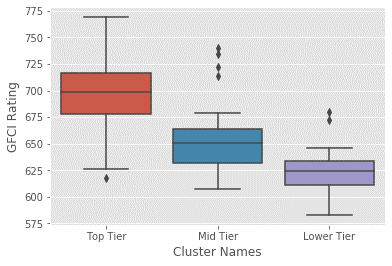 775
750
725
700
675
650
625
600
575
GFCI Rating
Top Tier
Mid Tier
Lower Tier
Cluster Names